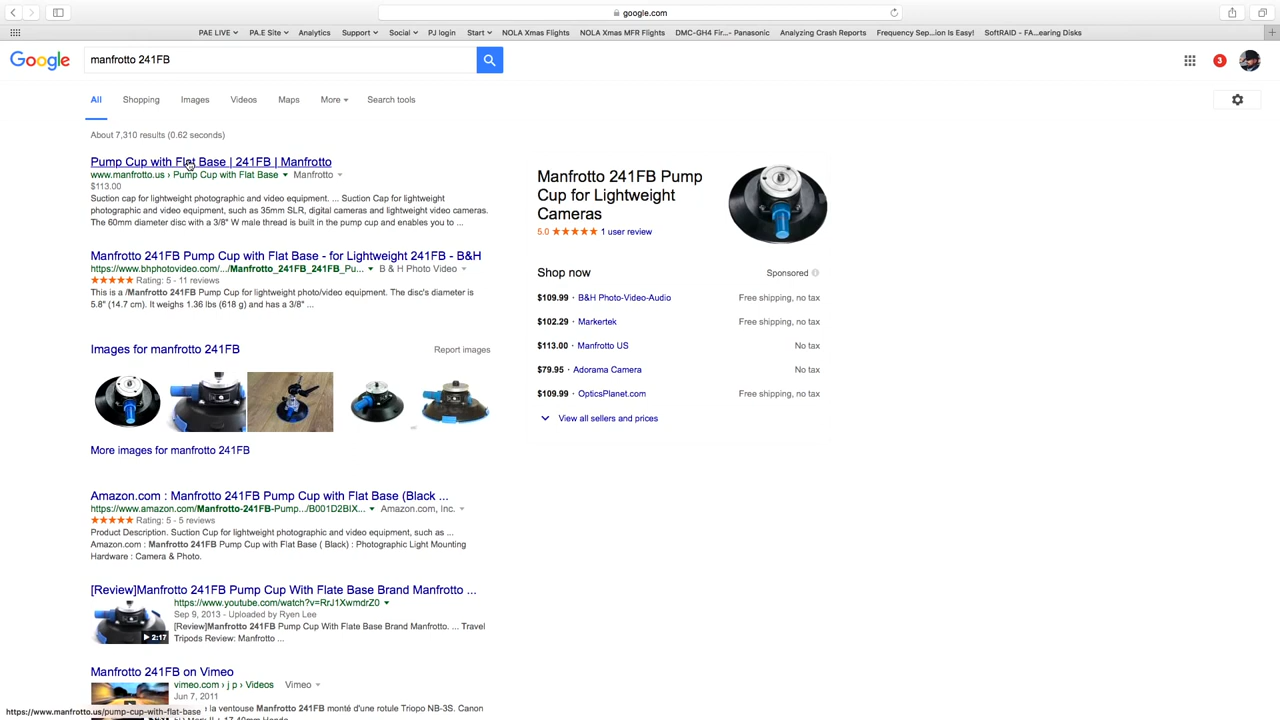 google.com
PAE LIVE PA.E Site Analytics Support Social PJ login Start NOLA Xmas Flights NOLA Xmas MFR Flights DMC-GH4 Fir...- Panasonic Analyzing Crash Reports Frequency Sep...ion Is Easy! SoftRAID - FA...earing Disks
Google manfrotto 241FB
3
All Shopping Images Videos Maps More Search tools
About 7,310 results (0.62 seconds)
Pump Cup with Flat Base | 241FB | Manfrotto
www.manfrotto.us › Pump Cup with Flat Base Manfrotto
$113.00
Suction cap for lightweight photographic and video equipment. ... Suction Cap for lightweight
photographic and video equipment, such as 35mm SLR, digital cameras and lightweight video cameras.
The 60mm diameter disc with a 3/8" W male thread is built in the pump cup and enables you to ...
Manfrotto 241FB Pump Cup with Flat Base - for Lightweight 241FB - B&H
https://www.bhphotovideo.com/.../Manfrotto_241FB_241FB_Pu... B & H Photo Video
Rating: 5 - 11 reviews
This is a /Manfrotto 241FB Pump Cup for lightweight photo/video equipment. The disc's diameter is
5.8" (14.7 cm). It weighs 1.36 lbs (618 g) and has a 3/8" ...
Images for manfrotto 241FB Report images
More images for manfrotto 241FB
Amazon.com : Manfrotto 241FB Pump Cup with Flat Base (Black ...
https://www.amazon.com/Manfrotto-241FB-Pump.../B001D2BIX... Amazon.com, Inc.
Rating: 5 - 5 reviews
Product Description. Suction Cup for lightweight photographic and video equipment, such as ...
Amazon.com : Manfrotto 241FB Pump Cup with Flat Base ( Black) : Photographic Light Mounting
Hardware : Camera & Photo.
[Review]Manfrotto 241FB Pump Cup With Flate Base Brand Manfrotto ...
https://www.youtube.com/watch?v=RrJ1XwmdrZ0
Sep 9, 2013 - Uploaded by Ryen Lee
[Review]Manfrotto 241FB Pump Cup With Flate Base Brand Manfrotto. ... Travel
Tripods Review: Manfrotto ...
2:17
Manfrotto 241FB on Vimeo
vimeo.com › j p › Videos Vimeo
Jun 7, 2011
le la ventouse Manfrotto 241FB monté d'une rotule Triopo NB-3S. Canon
https://www.manfrotto.us/pump-cup-with-flat-base
Manfrotto 241FB Pump
Cup for Lightweight
Cameras
5.0 1 user review
Shop now Sponsored
$109.99 · B&H Photo-Video-Audio Free shipping, no tax
$102.29 · Markertek Free shipping, no tax
$113.00 · Manfrotto US No tax
$79.95 · Adorama Camera No tax
$109.99 · OpticsPlanet.com Free shipping, no tax
View all sellers and prices